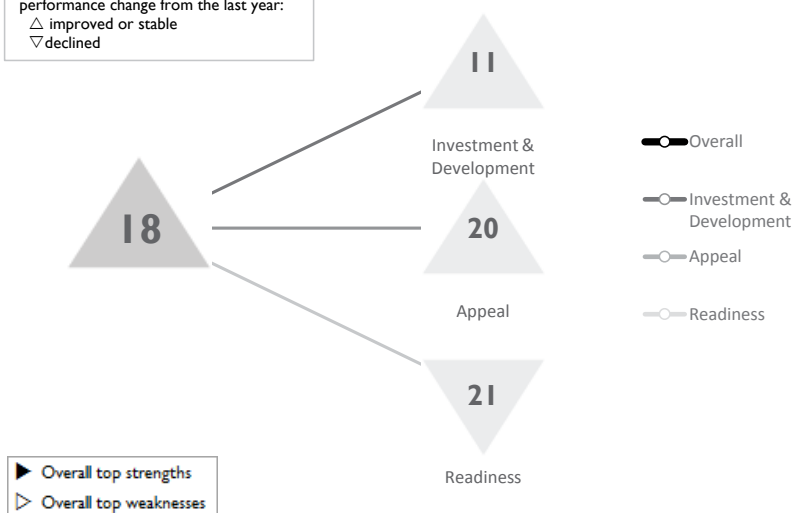 performance change from the last year:
△ improved or stable
▽ declined
11
Investment &
Development
18
20
Appeal
21
Readiness
Overall
Investment &
Development
Appeal
Readiness
▶ Overall top strengths
▷ Overall top weaknesses